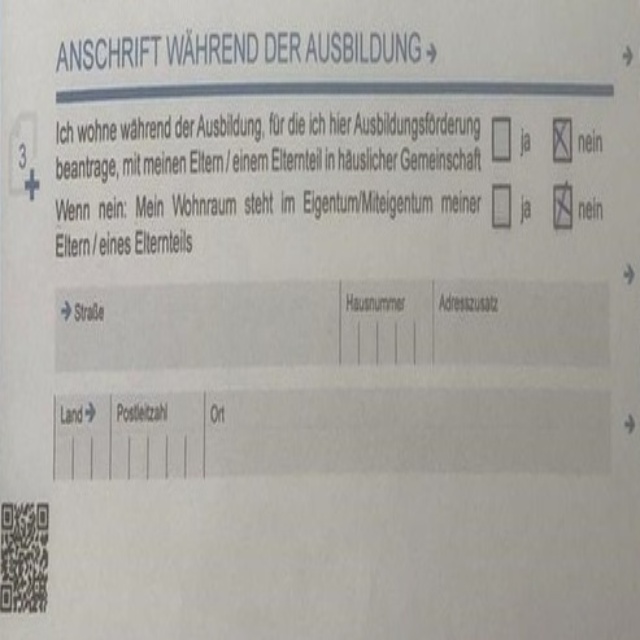 ANSCHRIFT WÄHREND DER AUSBILDUNG
Ich wohne während der Ausbildung, für die ich hier Ausbildungsförderung ja nein
3 beantrage, mit meinen Eltern / einem Elternteil in häuslicher Gemeinschaft
Wenn nein: Mein Wohnraum steht im Eigentum/Miteigentum meiner ja nein
Eltern / eines Elternteils
Straße Hausnummer Adresszusatz
Land Postleitzahl Ort